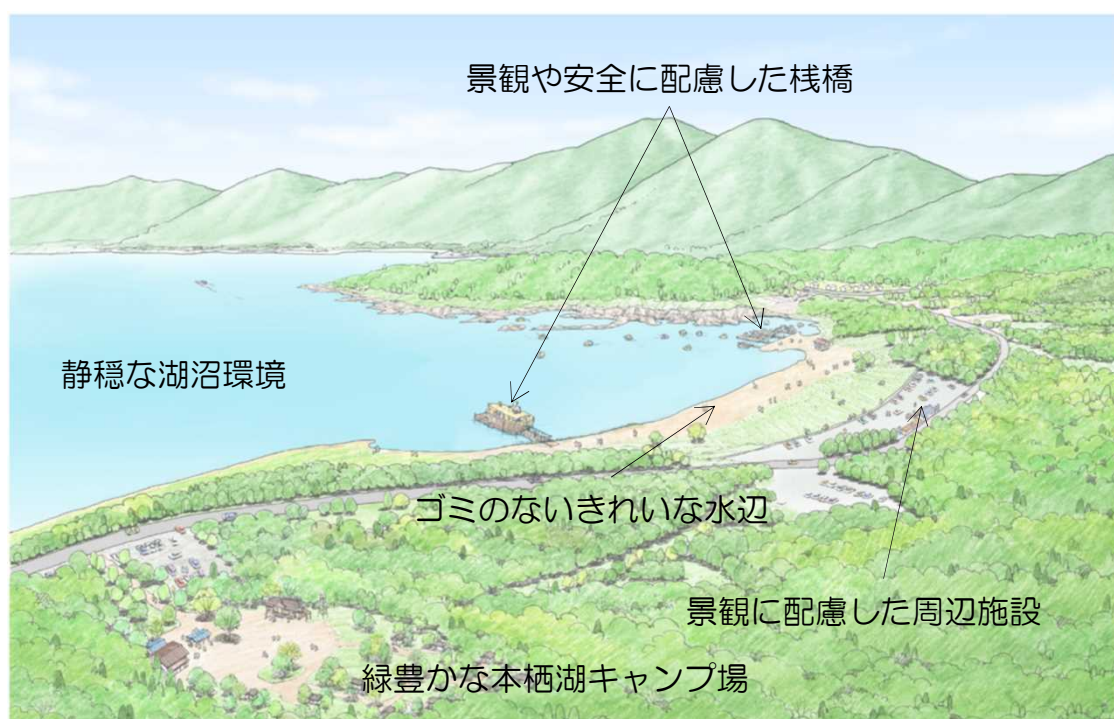 景観や安全に配慮した桟橋
静穏な湖沼環境
ゴミのないきれいな水辺
景観に配慮した周辺施設
緑豊かな本栖湖キャンプ場